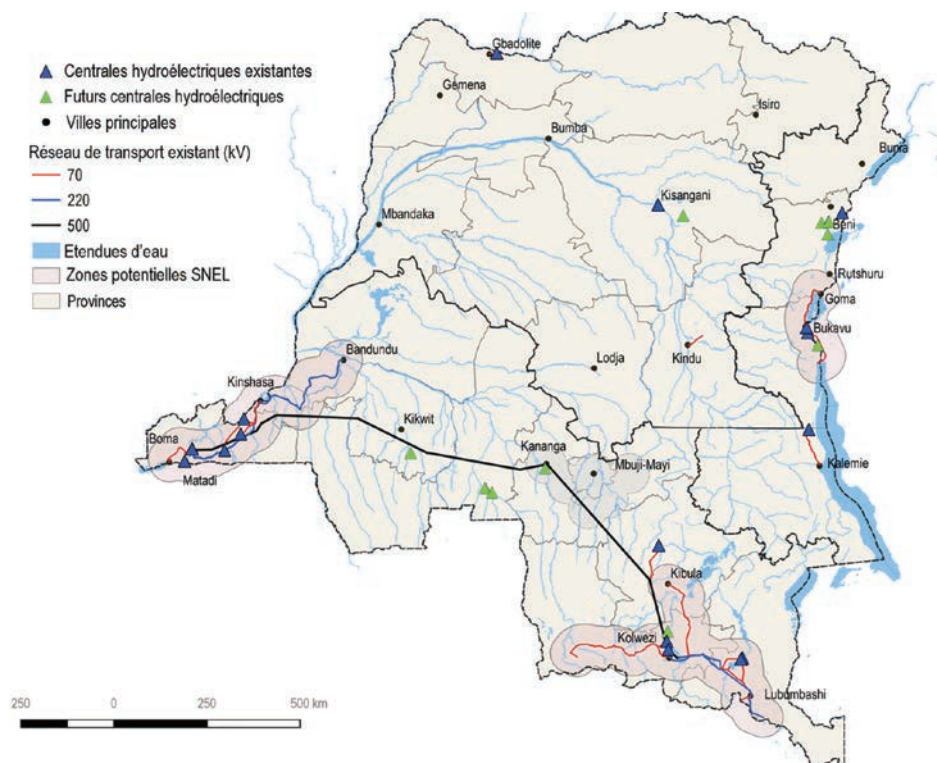 Centrales hydroélectriques existantes
Futurs centrales hydroélectriques
Villes principales
Réseau de transport existant (kV)
70
220
500
Etendues d'eau
Zones potentielles SNEL
Provinces
Gbadolite
Gemena
Isiro
Bumba
Bunia
Kisangani
Mbandaka
Beni
Rutshuru
Goma
Bukavu
Bandundu
Lodja
Kindu
Kinshasa
Kikwit
Boma
Kananga
Mbuji-Mayi
Kalemie
Matadi
Kibula
Kolwezi
Lubumbashi
250 0 250 500 km